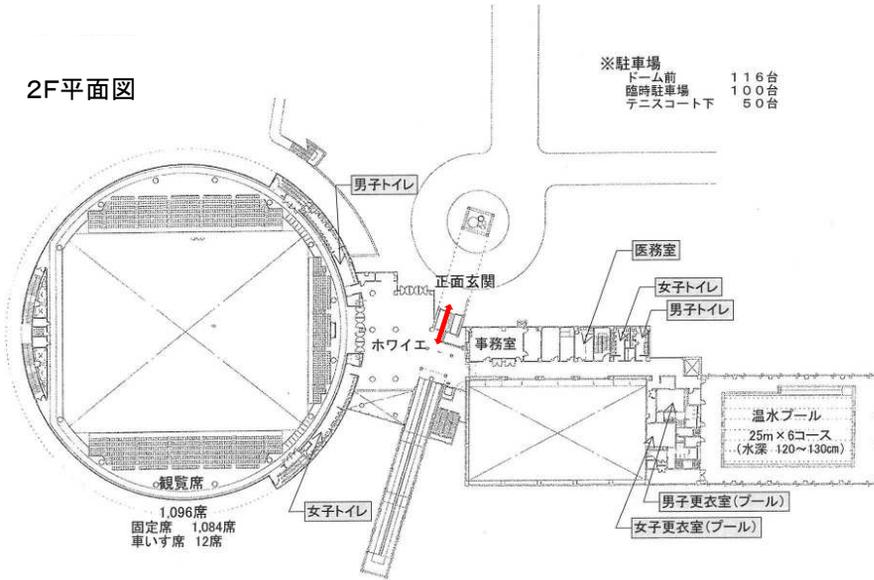 2F平面図
※駐車場
ドーム前 116台
臨時駐車場 100台
テニスコート下 50台
男子トイレ
医務室
正面玄関
女子トイレ
男子トイレ
ホワイエ
事務室
温水プール
25m×6コース
(水深 120～130cm)
観覧席
1,096席
固定席 1,084席
車いす席 12席
女子トイレ
男子更衣室(プール)
女子更衣室(プール)